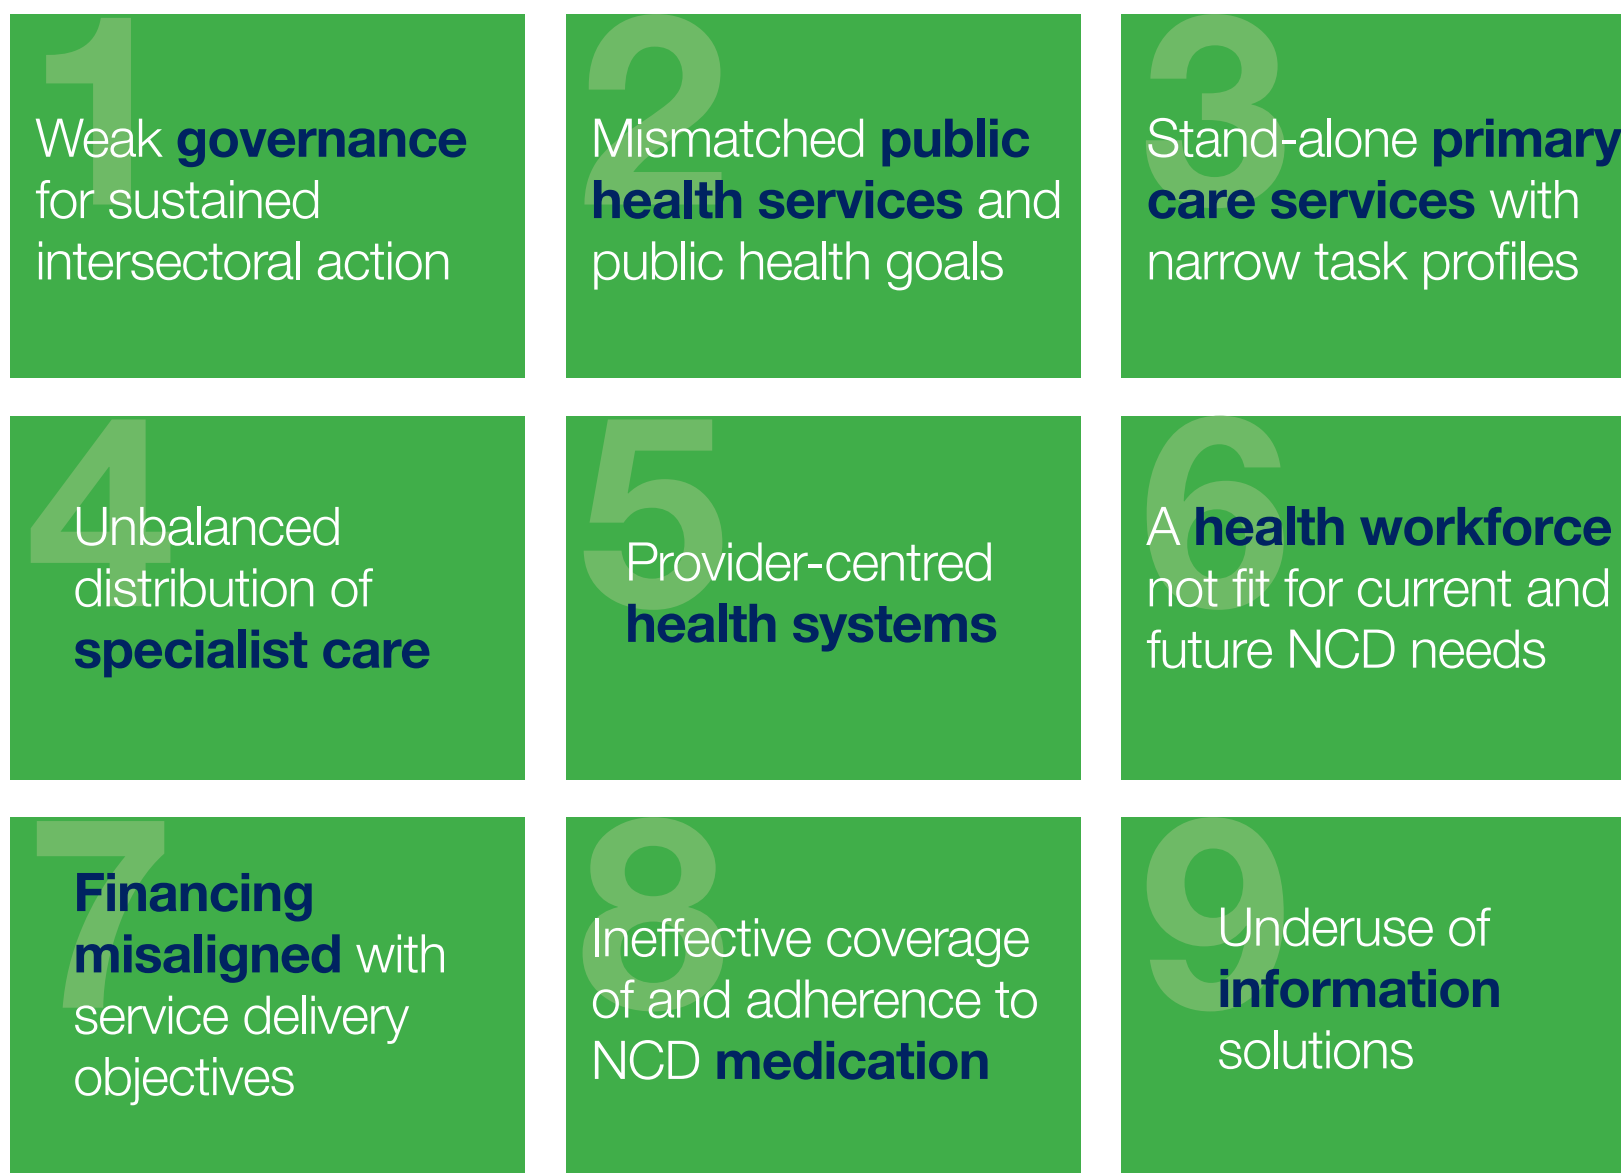 1
Weak governance
for sustained
intersectoral action
2
Mismatched public
health services and
public health goals
3
Stand-alone primary
care services with
narrow task profiles
4
Unbalanced
distribution of
specialist care
5
Provider-centred
health systems
6
A health workforce
not fit for current and
future NCD needs
7
Financing
misaligned with
service delivery
objectives
8
Ineffective coverage
of and adherence to
NCD medication
9
Underuse of
information
solutions